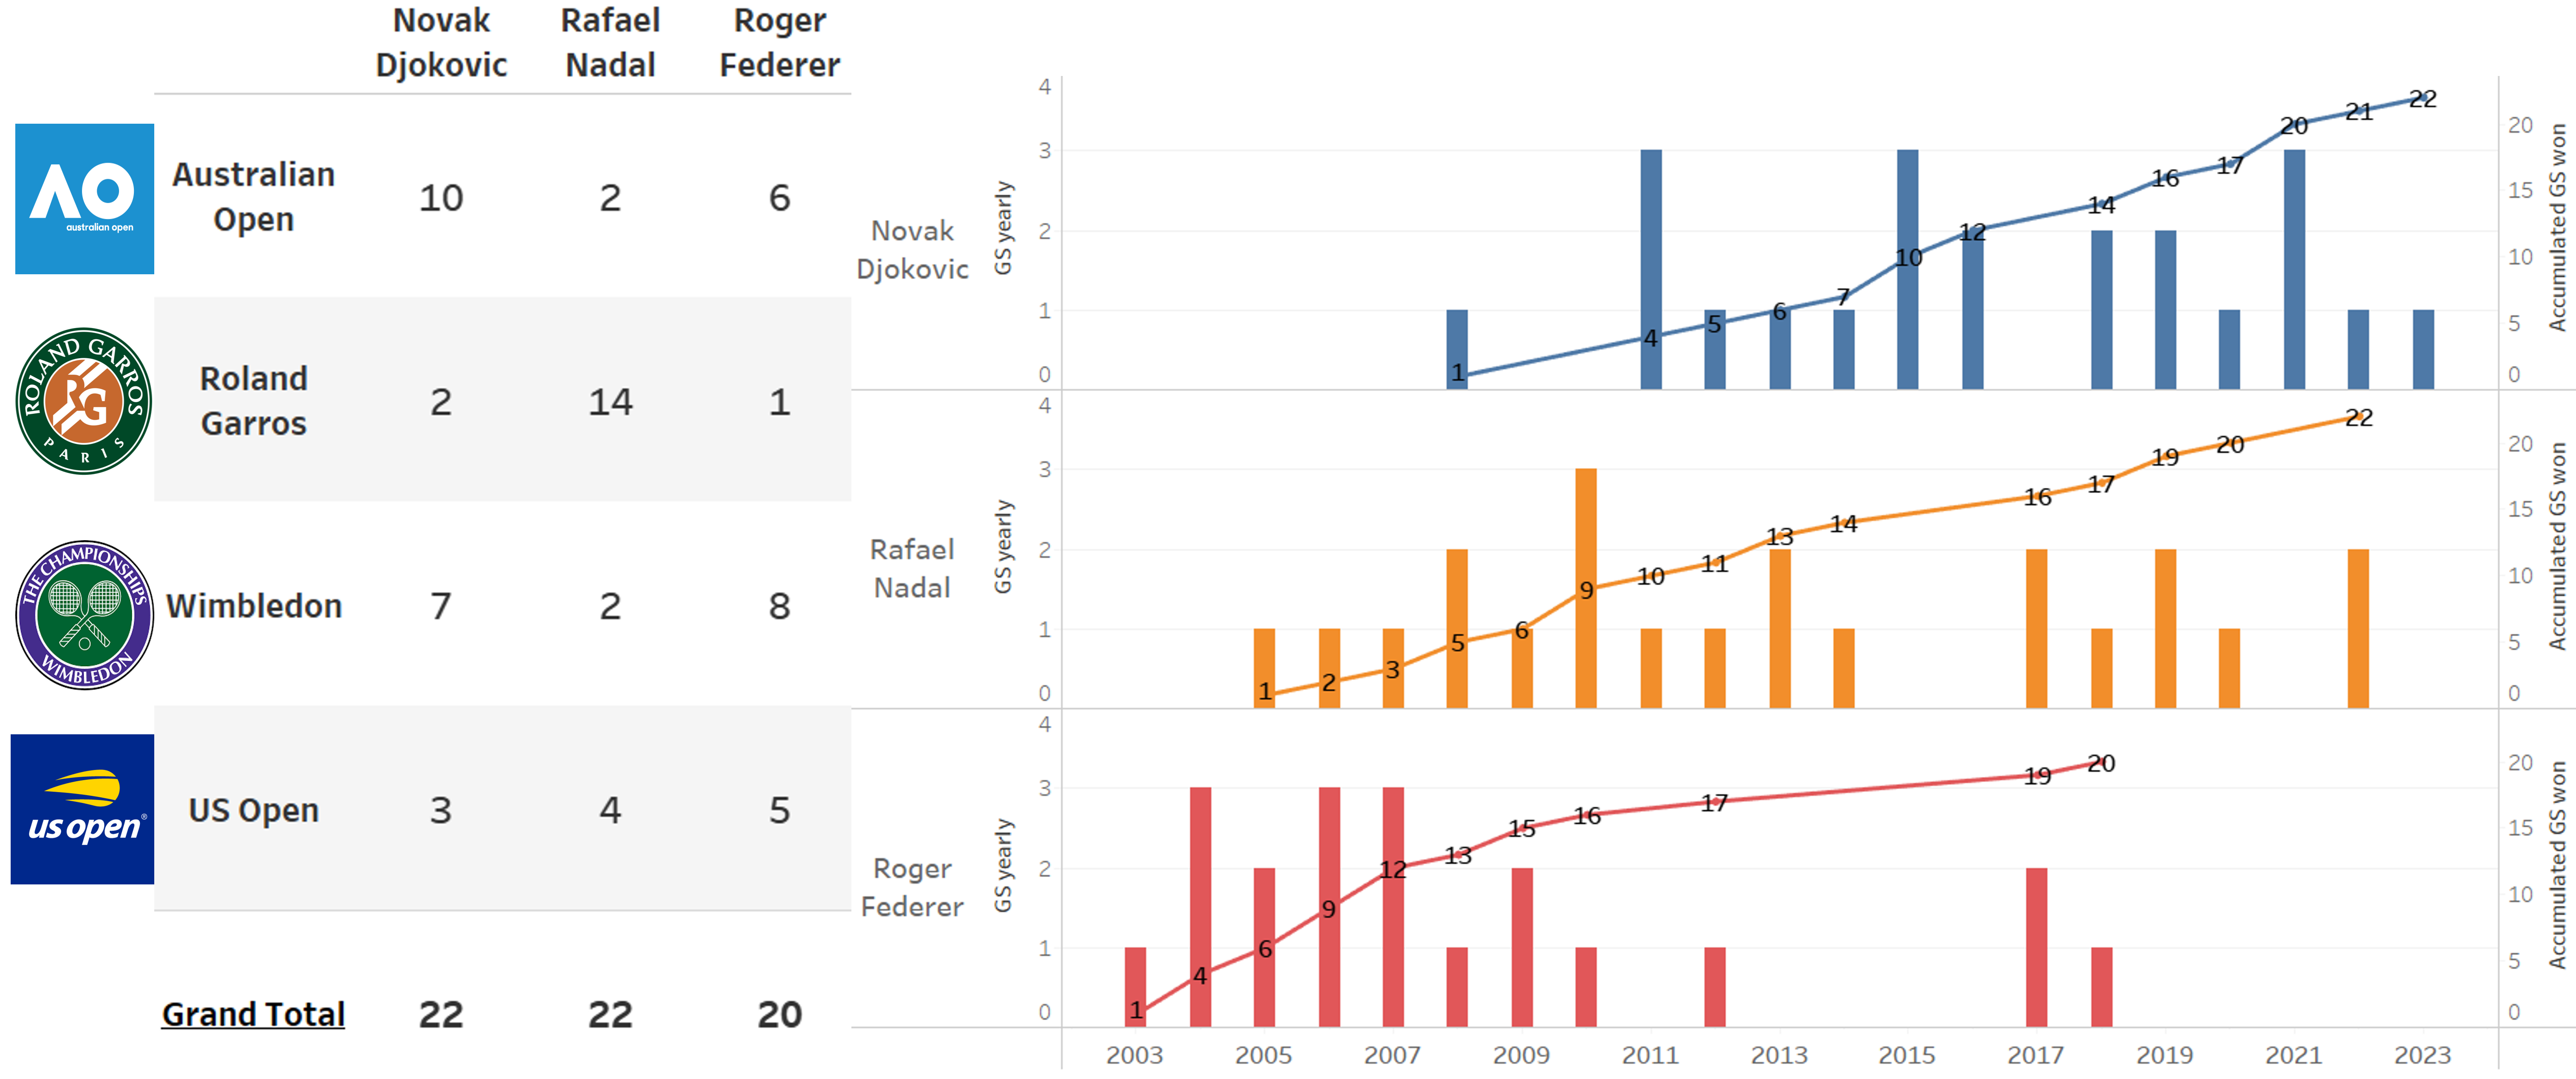 Novak
Djokovic
Rafael
Nadal
Roger
Federer
AO
australian open
Australian
Open
10
2
6
ROLAND GARROS
PARIS
RG
Roland
Garros
2
14
1
THE CHAMPIONSHIPS
WIMBLEDON
Wimbledon
7
2
8
us open®
US Open
3
4
5
Grand Total
22
22
20
Novak
Djokovic
GS yearly
4
3
2
1
0
1
4
5
6
7
10
12
14
16
17
20
21
22
20
15
10
5
0
Accumulated GS won
Rafael
Nadal
GS yearly
4
3
2
1
0
1
2
3
5
6
9
10
11
13
14
16
17
19
20
22
20
15
10
5
0
Accumulated GS won
Roger
Federer
GS yearly
4
3
2
1
0
1
4
6
9
12
13
15
16
17
19
20
20
15
10
5
0
Accumulated GS won
2003
2005
2007
2009
2011
2013
2015
2017
2019
2021
2023